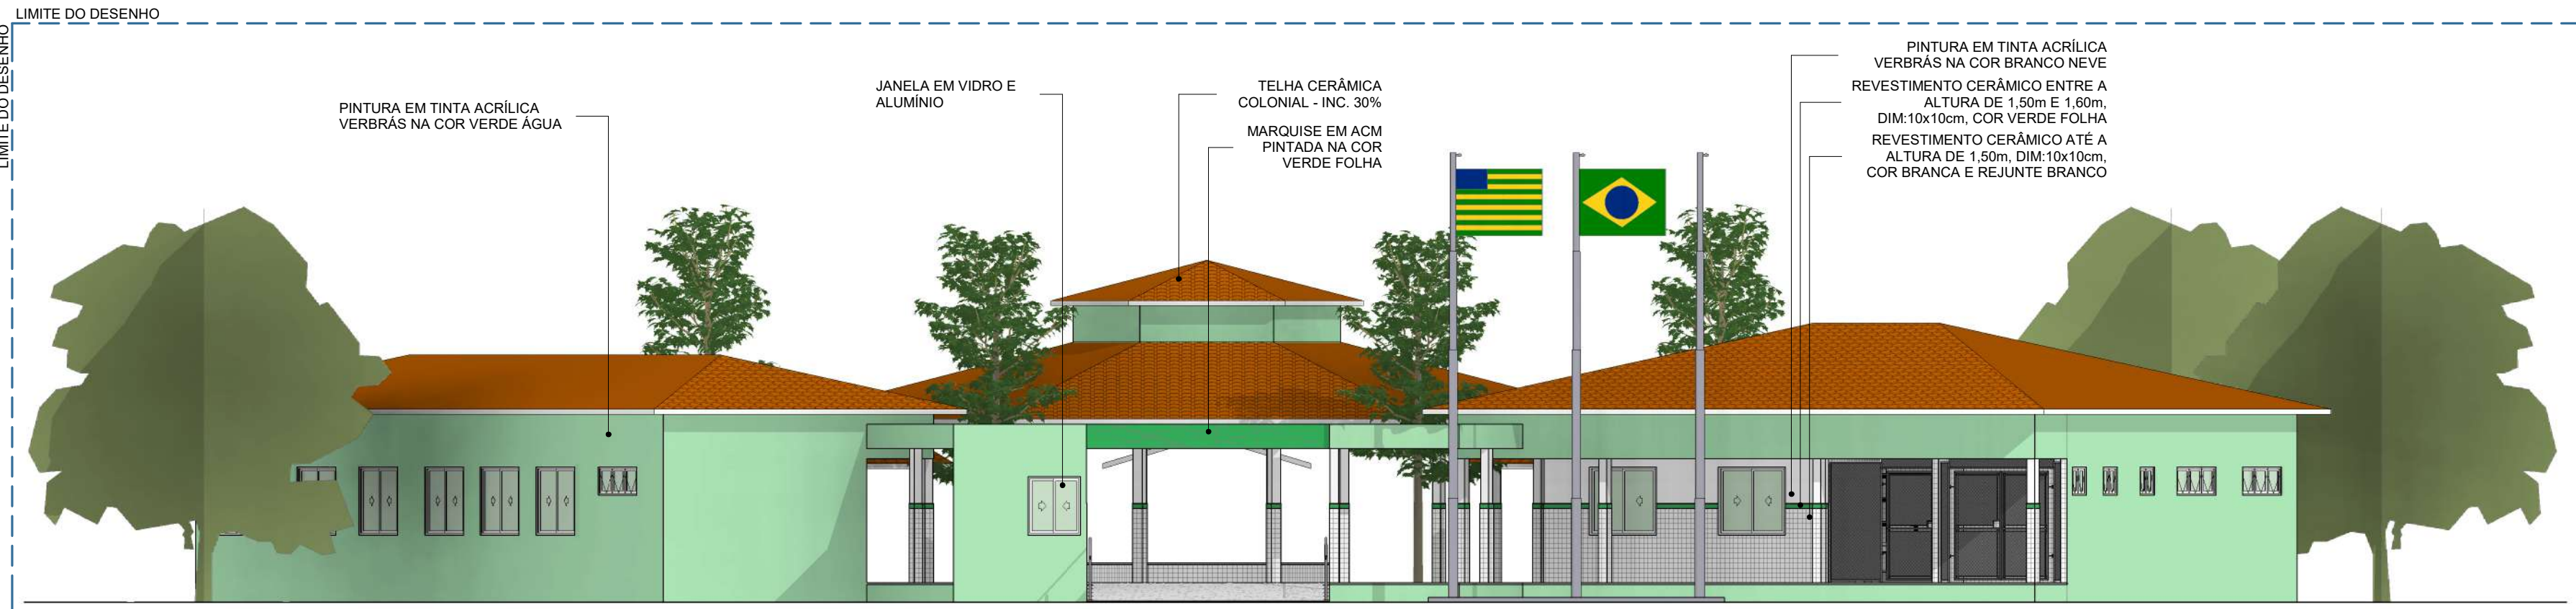 LIMITE DO DESENHO
LIMITE DO DESENHO
PINTURA EM TINTA ACRÍLICA
VERBRÁS NA COR VERDE ÁGUA
JANELA EM VIDRO E
ALUMÍNIO
TELHA CERÂMICA
COLONIAL - INC. 30%
MARQUISE EM ACM
PINTADA NA COR
VERDE FOLHA
PINTURA EM TINTA ACRÍLICA
VERBRÁS NA COR BRANCO NEVE
REVESTIMENTO CERÂMICO ENTRE A
ALTURA DE 1,50m E 1,60m,
DIM:10x10cm, COR VERDE FOLHA
REVESTIMENTO CERÂMICO ATÉ A
ALTURA DE 1,50m, DIM:10x10cm,
COR BRANCA E REJUNTE BRANCO